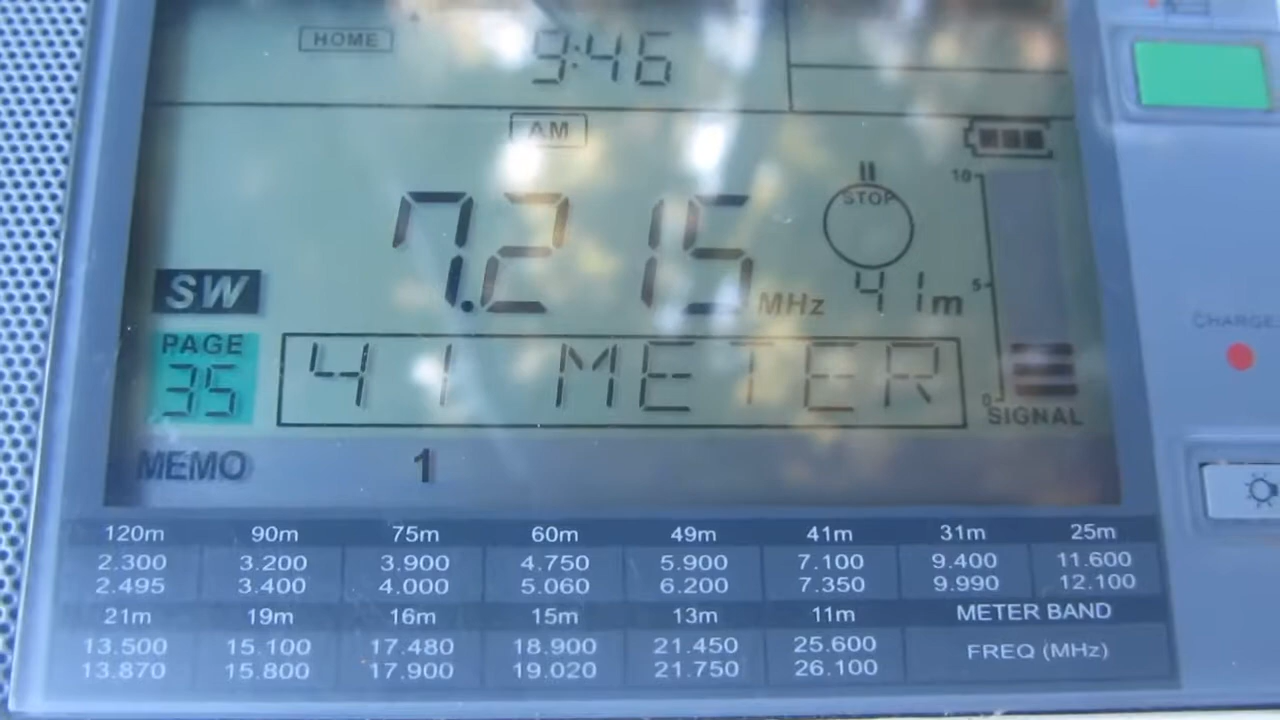 HOME
9:46
AM
7.215 MHz
STOP
41m
10
5
0
SIGNAL
SW
PAGE
35
41 METER
MEMO 1
CHARGE
120m 90m 75m 60m 49m 41m 31m 25m
2.300 3.200 3.900 4.750 5.900 7.100 9.400 11.600
2.495 3.400 4.000 5.060 6.200 7.350 9.990 12.100
21m 19m 16m 15m 13m 11m METER BAND
13.500 15.100 17.480 18.900 21.450 25.600 FREQ (MHz)
13.870 15.800 17.900 19.020 21.750 26.100